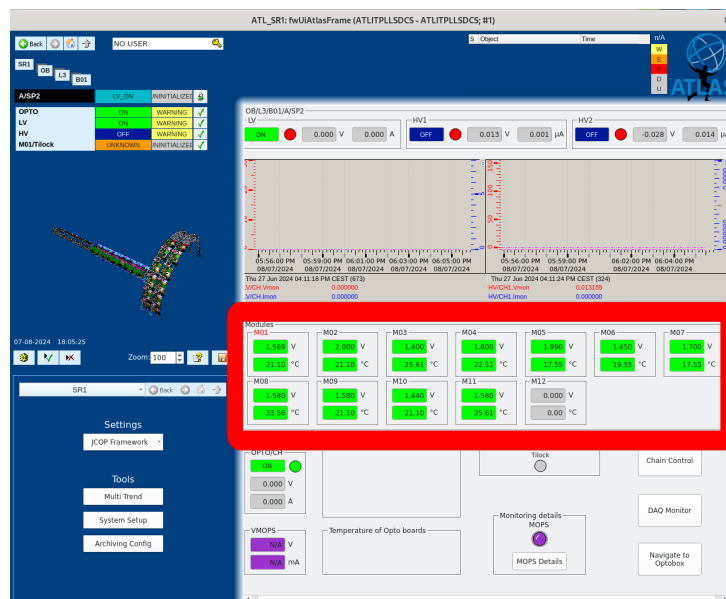 ATL_SR1: fwUiAtlasFrame (ATLITPLLSDCS - ATLITPLLSDCS; #1)
Back NO USER
S Object Time n/A
W
E
U
ATLAS
SR1 OB L3 B01
A/SP2 LV_ON
OPTO ON WARNING
LV ON WARNING
HV OFF WARNING
M01/Tilock UNKNOWN
OB/L3/B01/A/SP2
LV HV1 HV2
ON 0.000 V 0.000 A OFF 0.013 V 0.001 µA OFF -0.028 V 0.014
05:56:00 PM 05:59:00 PM 06:01:00 PM 06:03:00 PM 06:05:00 PM 05:56:00 PM 05:59:00 PM 06:02:00 PM 06:04:00 PM
08/07/2024 08/07/2024 08/07/2024 08/07/2024 08/07/2024 08/07/2024 08/07/2024 08/07/2024 08/07/2024
Thu 27 Jun 2024 04:11:18 PM CEST (673) Thu 27 Jun 2024 04:11:24 PM CEST (324)
LV/CH.Vmon 0.000000 HV/CH1.Vmon 0.013189
LV/CH.Imon 0.000000 HV/CH1.Imon 0.000000
Modules
M01 M02 M03 M04 M05 M06 M07
1.569 V 2.000 V 1.400 V 1.800 V 1.890 V 1.450 V 1.700 V
21.10 °C 21.10 °C 25.61 °C 22.51 °C 17.55 °C 19.55 °C 17.55 °C
M08 M09 M10 M11 M12
1.580 V 1.580 V 1.440 V 1.580 V 0.000 V
33.56 °C 21.10 °C 21.10 °C 25.61 °C 0.00 °C
07-08-2024 18:05:25
Zoom: 100
SR1 Back
Settings
JCOP Framework
Tools
Multi Trend
System Setup
Archiving Config
OPTO/CH
ON
0.000 V
0.000 A
Tilock
Chain Control
DAQ Monitor
Navigate to
Optobox
VMOPS
N/A V
N/A mA
Temperature of Opto boards
Monitoring details
MOPS
MOPS Details